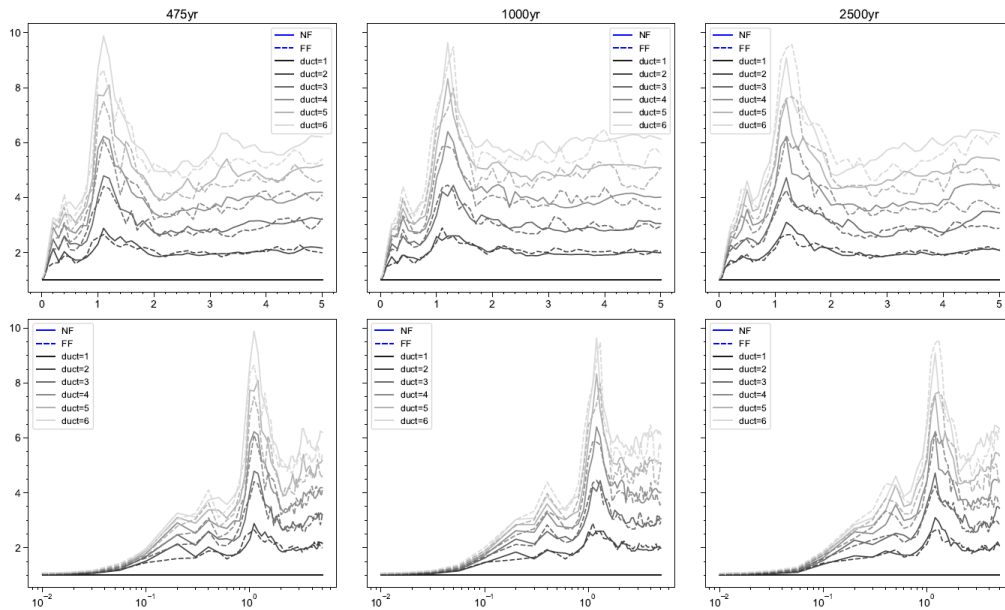 475yr
1000yr
2500yr
10
8
6
4
2
NF
FF
duct=1
duct=2
duct=3
duct=4
duct=5
duct=6
NF
FF
duct=1
duct=2
duct=3
duct=4
duct=5
duct=6
NF
FF
duct=1
duct=2
duct=3
duct=4
duct=5
duct=6
0 1 2 3 4 5
0 1 2 3 4 5
0 1 2 3 4 5
10
8
6
4
2
NF
FF
duct=1
duct=2
duct=3
duct=4
duct=5
duct=6
NF
FF
duct=1
duct=2
duct=3
duct=4
duct=5
duct=6
NF
FF
duct=1
duct=2
duct=3
duct=4
duct=5
duct=6
10⁻² 10⁻¹ 10⁰
10⁻² 10⁻¹ 10⁰
10⁻² 10⁻¹ 10⁰